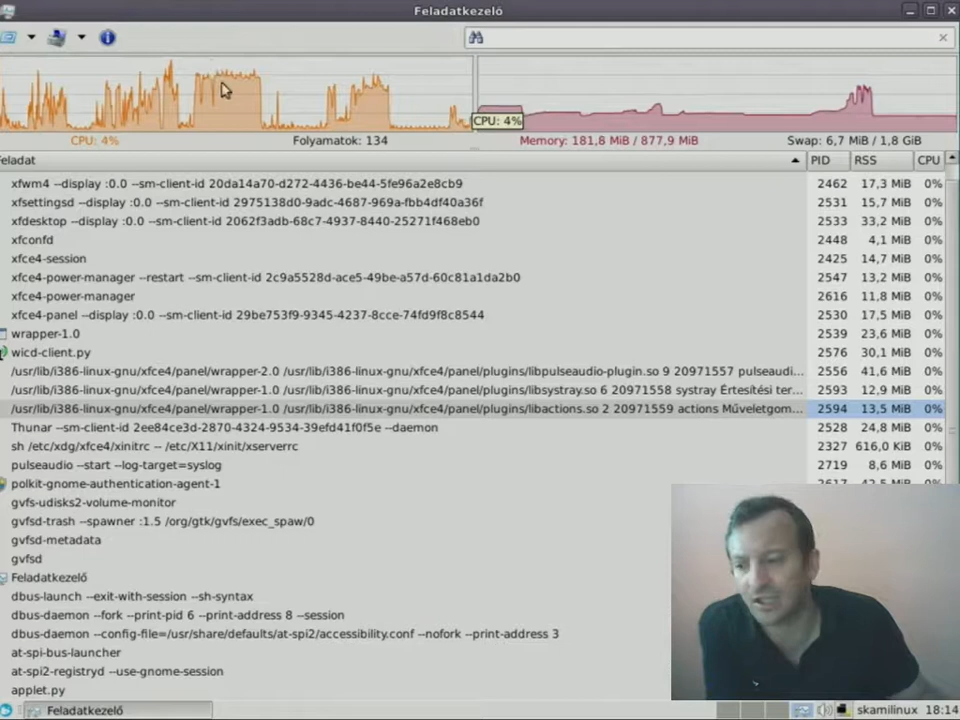 Feladatkezelő
CPU: 4%
CPU: 4%
Folyamatok: 134
Memory: 181,8 MiB / 877,9 MiB
Swap: 6,7 MiB / 1,8 GiB
Feladat PID RSS CPU
xfwm4 --display :0.0 --sm-client-id 20da14a70-d272-4436-be44-5fe96a2e8cb9 2462 17,3 MiB 0%
xfsettingsd --display :0.0 --sm-client-id 2975138d0-9adc-4687-969a-fbb4df40a36f 2531 15,7 MiB 0%
xfdesktop --display :0.0 --sm-client-id 2062f3adb-68c7-4937-8440-25271f468eb0 2533 33,2 MiB 0%
xfconfd 2448 4,1 MiB 0%
xfce4-session 2425 14,7 MiB 0%
xfce4-power-manager --restart --sm-client-id 2c9a5528d-ace5-49be-a57d-60c81a1da2b0 2547 13,2 MiB 0%
xfce4-power-manager 2616 11,8 MiB 0%
xfce4-panel --display :0.0 --sm-client-id 29be753f9-9345-4237-8cce-74fd9f8c8544 2530 17,5 MiB 0%
wrapper-1.0 2539 23,6 MiB 0%
wicd-client.py 2576 30,1 MiB 0%
/usr/lib/i386-linux-gnu/xfce4/panel/wrapper-2.0 /usr/lib/i386-linux-gnu/xfce4/panel/plugins/libpulseaudio-plugin.so 9 20971557 pulseaudi... 2556 41,6 MiB 0%
/usr/lib/i386-linux-gnu/xfce4/panel/wrapper-1.0 /usr/lib/i386-linux-gnu/xfce4/panel/plugins/libsystray.so 6 20971558 systray Értesítési ter... 2593 12,9 MiB 0%
/usr/lib/i386-linux-gnu/xfce4/panel/wrapper-1.0 /usr/lib/i386-linux-gnu/xfce4/panel/plugins/libactions.so 2 20971559 actions Műveletgom... 2594 13,5 MiB 0%
Thunar --sm-client-id 2ee84ce3d-2870-4324-9534-39efd41f0f5e --daemon 2528 24,8 MiB 0%
sh /etc/xdg/xfce4/xinitrc -- /etc/X11/xinit/xserverrc 2327 616,0 KiB 0%
pulseaudio --start --log-target=syslog 2719 8,6 MiB 0%
polkit-gnome-authentication-agent-1
gvfs-udisks2-volume-monitor
gvfsd-trash --spawner :1.5 /org/gtk/gvfs/exec_spaw/0
gvfsd-metadata
gvfsd
Feladatkezelő
dbus-launch --exit-with-session --sh-syntax
dbus-daemon --fork --print-pid 6 --print-address 8 --session
dbus-daemon --config-file=/usr/share/defaults/at-spi2/accessibility.conf --nofork --print-address 3
at-spi-bus-launcher
at-spi2-registryd --use-gnome-session
applet.py
Feladatkezelő
skamilinux 18:14